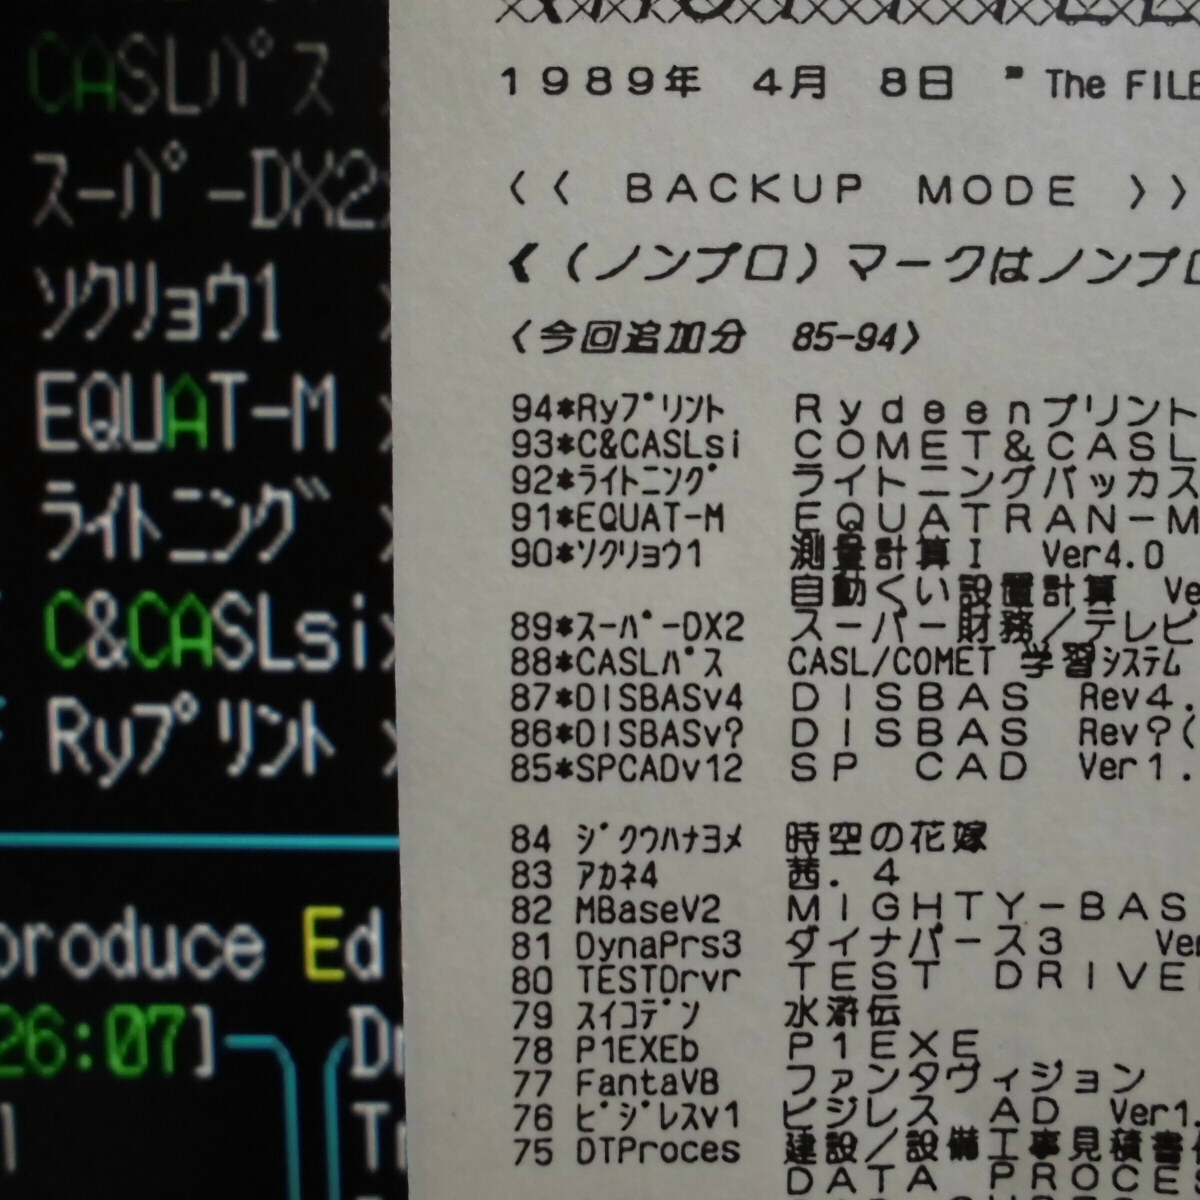 CASLﾊﾟｽ
ｽｰﾊﾟｰDX2
ｿｸﾘｮｳ1
EQUAT-M
ﾗｲﾄﾆﾝｸﾞ
C&CASLsi
Ryﾌﾟﾘﾝﾄ
produce Ed
26:07]
1989年 4月 8日 " The FILE
<< BACKUP MODE >>
《(ノンプロ)マークはノンプロ
〈今回追加分 85-94〉
94*Ryﾌﾟﾘﾝﾄ Rydeenプリント
93*C&CASLsi COMET&CASL
92*ﾗｲﾄﾆﾝｸﾞ ライトニングバッカス
91*EQUAT-M EQUATRAN-M
90*ｿｸﾘｮｳ1 測量計算I Ver4.0
自動くい設置計算 Ve
89*ｽｰﾊﾟｰDX2 スーパー財務/テレビ
88*CASLﾊﾟｽ CASL/COMET 学習ｼｽﾃﾑ
87*DISBASv4 DISBAS Rev4.
86*DISBASv? DISBAS Rev?(
85*SPCADv12 SP CAD Ver1.
84 ｼﾞｸｳﾊﾅﾖﾒ 時空の花嫁
83 ｱｶﾈ4 茜.4
82 MBaseV2 MIGHTY-BAS
81 DynaPrs3 ダイナパース3 Ver
80 TESTDrvr TEST DRIVE
79 ｽｲｺﾃﾞﾝ 水滸伝
78 P1EXEb P1EXE
77 FantaVB ファンタヴィジョン
76 ﾋﾞｼﾞﾚｽv1 ビジレス AD Ver1.
75 DTProces 建設/設備工事見積書作
DATA PROCES